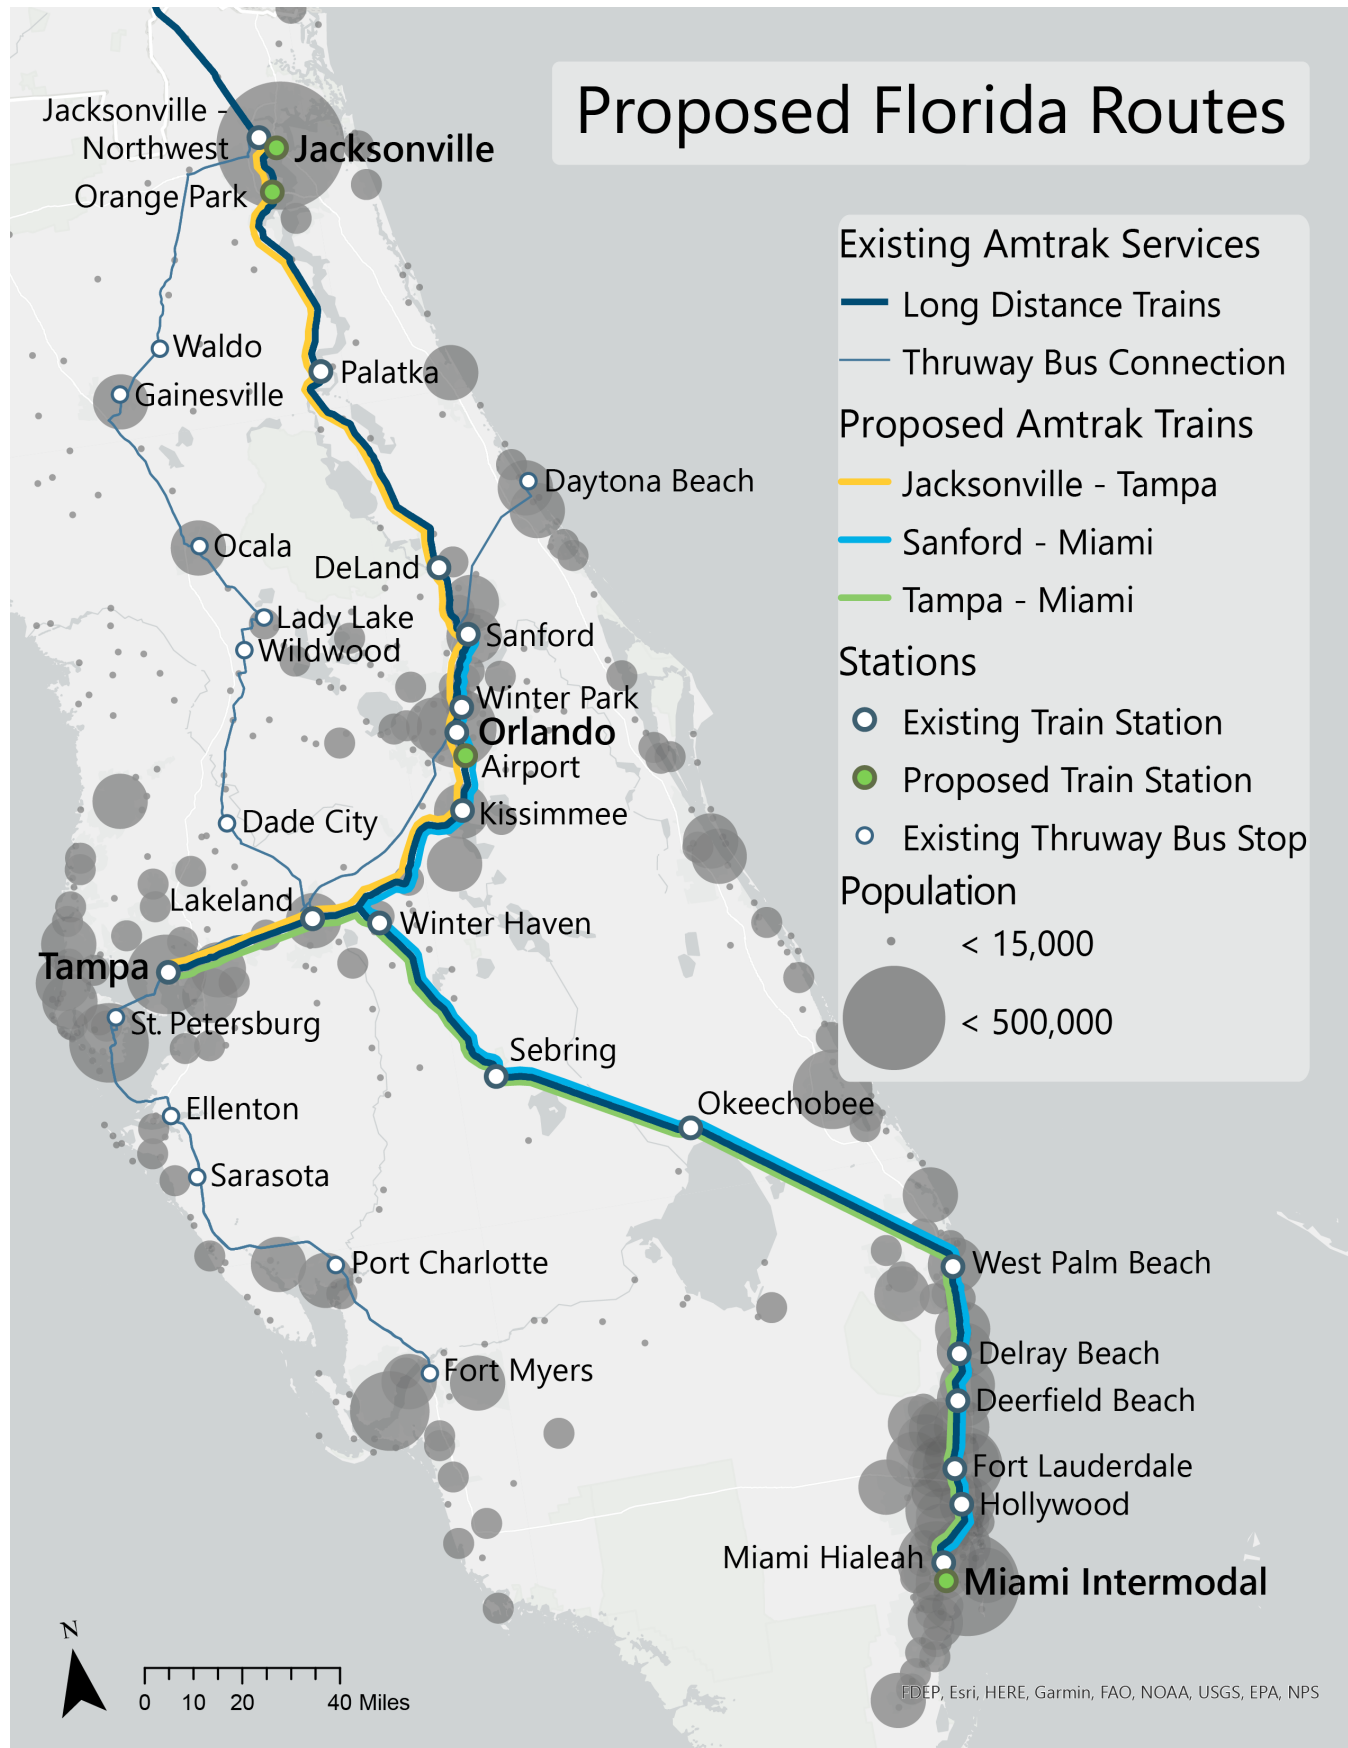 Proposed Florida Routes
Jacksonville -
Northwest
Jacksonville
Orange Park
Waldo
Gainesville
Palatka
Daytona Beach
Ocala
DeLand
Lady Lake
Wildwood
Sanford
Winter Park
Orlando
Airport
Kissimmee
Dade City
Lakeland
Winter Haven
Tampa
St. Petersburg
Sebring
Ellenton
Okeechobee
Sarasota
Port Charlotte
West Palm Beach
Fort Myers
Delray Beach
Deerfield Beach
Fort Lauderdale
Hollywood
Miami Hialeah
Miami Intermodal
Existing Amtrak Services
Long Distance Trains
Thruway Bus Connection
Proposed Amtrak Trains
Jacksonville - Tampa
Sanford - Miami
Tampa - Miami
Stations
Existing Train Station
Proposed Train Station
Existing Thruway Bus Stop
Population
< 15,000
< 500,000
N
0 10 20 40 Miles
FDEP, Esri, HERE, Garmin, FAO, NOAA, USGS, EPA, NPS